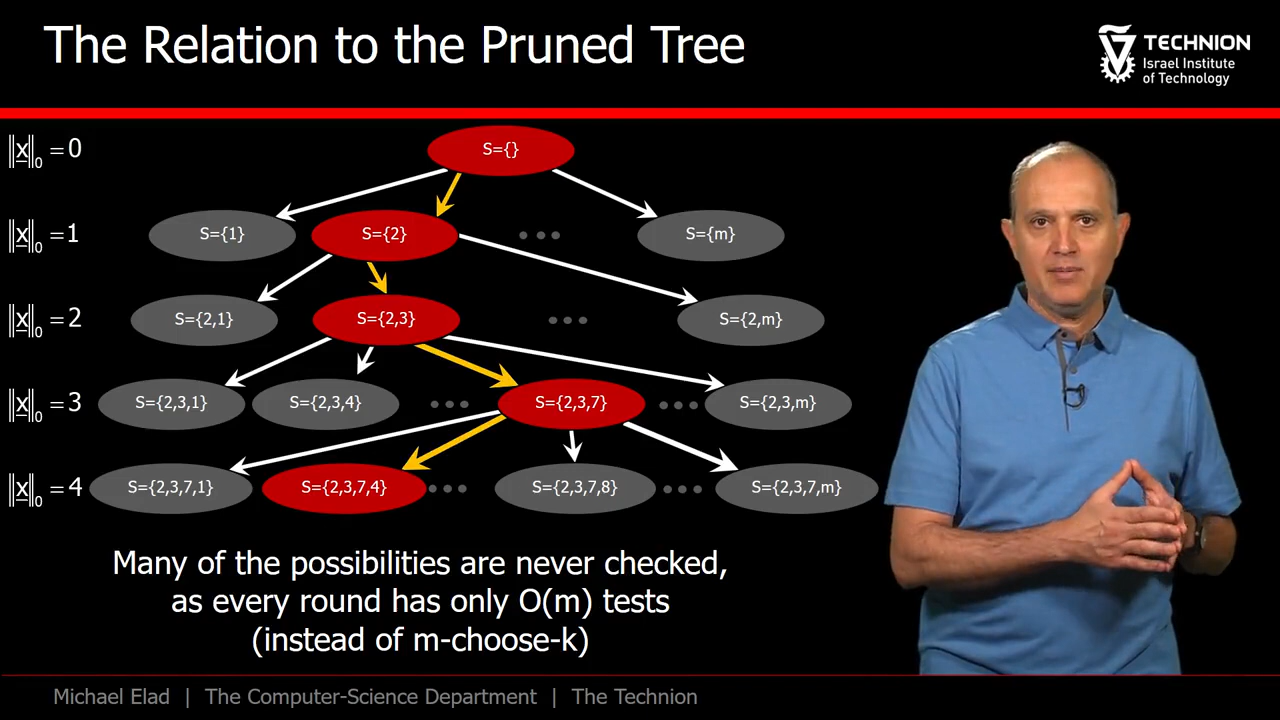 The Relation to the Pruned Tree
TECHNION
Israel Institute
of Technology
‖x‖₀ = 0
S={}
‖x‖₀ = 1
S={1}
S={2}
S={m}
‖x‖₀ = 2
S={2,1}
S={2,3}
S={2,m}
‖x‖₀ = 3
S={2,3,1}
S={2,3,4}
S={2,3,7}
S={2,3,m}
‖x‖₀ = 4
S={2,3,7,1}
S={2,3,7,4}
S={2,3,7,8}
S={2,3,7,m}
Many of the possibilities are never checked,
as every round has only O(m) tests
(instead of m-choose-k)
Michael Elad | The Computer-Science Department | The Technion